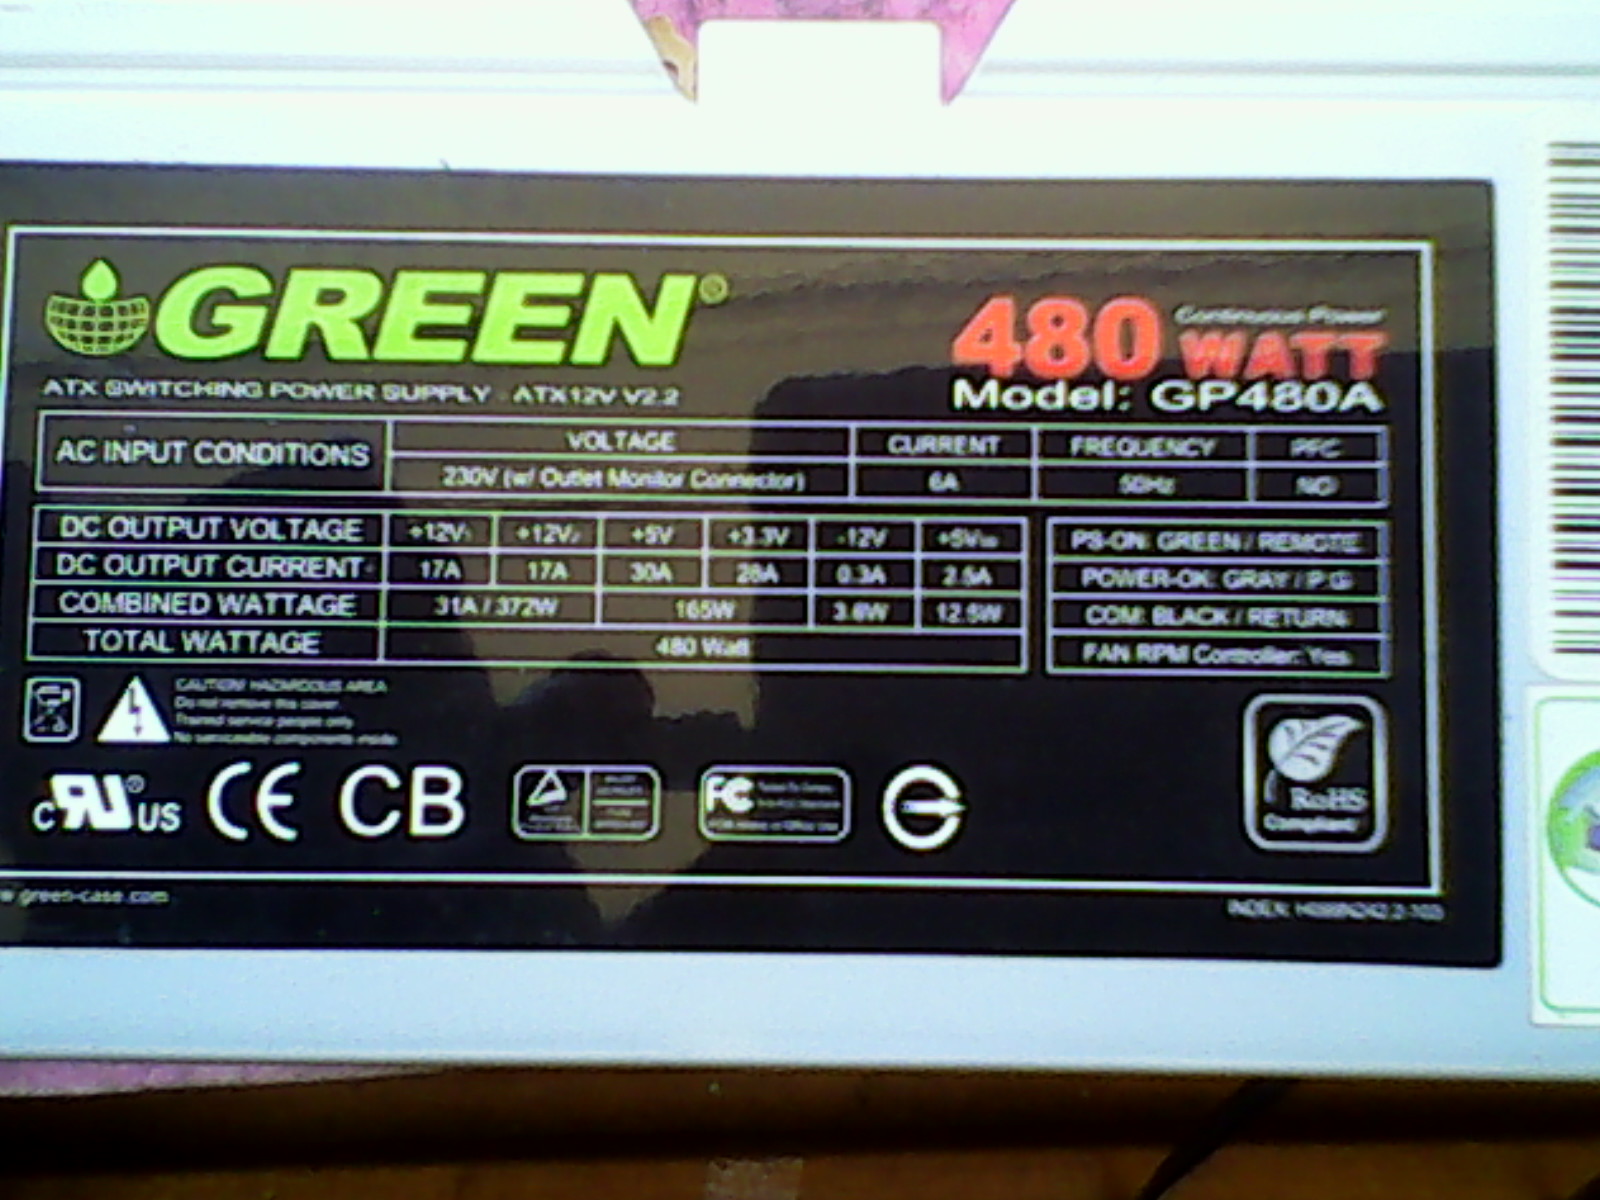 GREEN®
480 Continuous Power
WATT
ATX SWITCHING POWER SUPPLY - ATX12V V2.2
Model: GP480A
AC INPUT CONDITIONS VOLTAGE CURRENT FREQUENCY PFC
230V (w/ Outlet Monitor Connector) 6A 50Hz NO
DC OUTPUT VOLTAGE +12V1 +12V2 +5V +3.3V -12V +5Vsb
DC OUTPUT CURRENT 17A 17A 30A 28A 0.3A 2.5A
COMBINED WATTAGE 31A / 372W 165W 3.6W 12.5W
TOTAL WATTAGE 480 Watt
PS-ON: GREEN / REMOTE
POWER-OK: GRAY / P.G
COM: BLACK / RETURN
FAN RPM Controller: Yes
CAUTION! HAZARDOUS AREA
Do not remove this cover.
Trained service people only.
No serviceable components inside.
c RU® US CE CB
FC
RoHS
Compliant
green-case.com
INDEX: